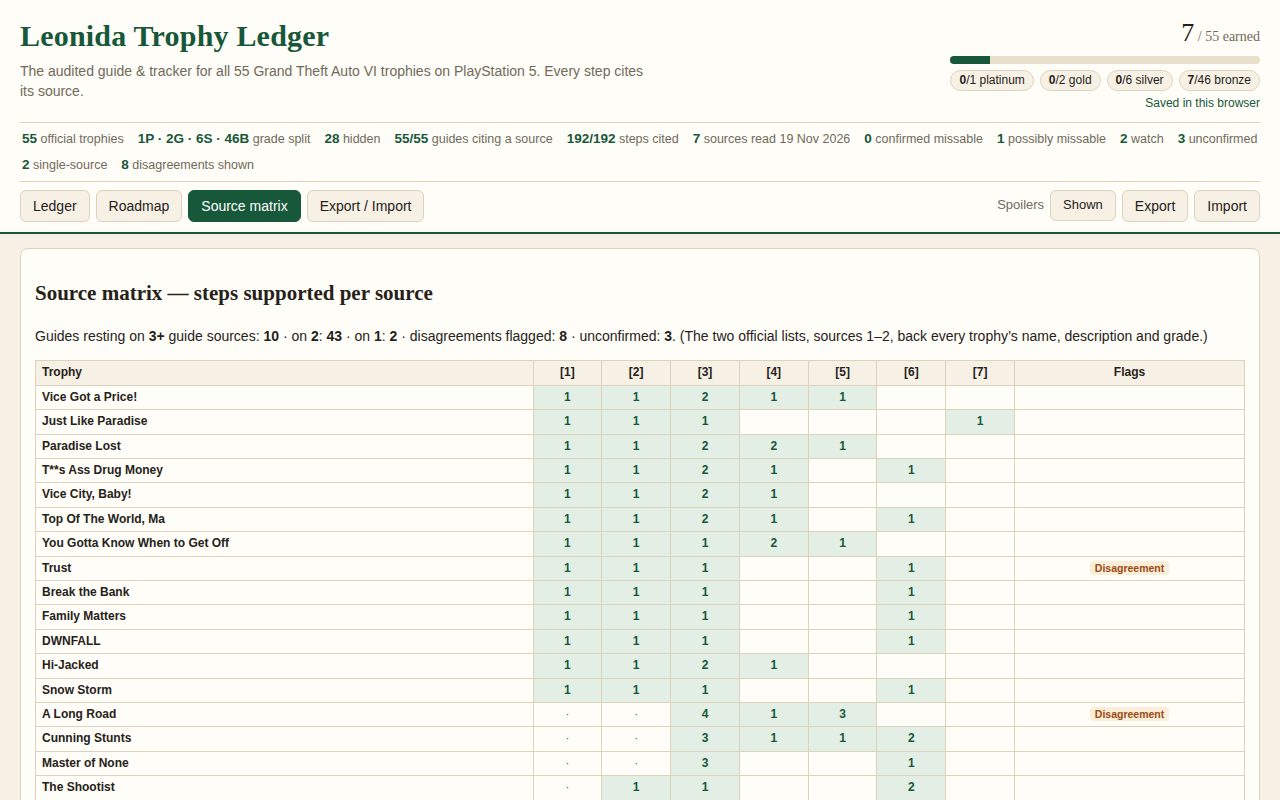 Leonida Trophy Ledger
The audited guide & tracker for all 55 Grand Theft Auto VI trophies on PlayStation 5. Every step cites
its source.
7 / 55 earned
0/1 platinum 0/2 gold 0/6 silver 7/46 bronze
Saved in this browser
55 official trophies 1P · 2G · 6S · 46B grade split 28 hidden 55/55 guides citing a source 192/192 steps cited 7 sources read 19 Nov 2026 0 confirmed missable 1 possibly missable 2 watch 3 unconfirmed
2 single-source 8 disagreements shown
Ledger Roadmap Source matrix Export / Import Spoilers Shown Export Import
Source matrix — steps supported per source
Guides resting on 3+ guide sources: 10 · on 2: 43 · on 1: 2 · disagreements flagged: 8 · unconfirmed: 3. (The two official lists, sources 1–2, back every trophy’s name, description and grade.)
Trophy [1] [2] [3] [4] [5] [6] [7] Flags
Vice Got a Price! 1 1 2 1 1
Just Like Paradise 1 1 1 1
Paradise Lost 1 1 2 2 1
T**s Ass Drug Money 1 1 2 1 1
Vice City, Baby! 1 1 2 1
Top Of The World, Ma 1 1 2 1 1
You Gotta Know When to Get Off 1 1 1 2 1
Trust 1 1 1 1 Disagreement
Break the Bank 1 1 1 1
Family Matters 1 1 1 1
DWNFALL 1 1 1 1
Hi-Jacked 1 1 2 1
Snow Storm 1 1 1 1
A Long Road · · 4 1 3 Disagreement
Cunning Stunts · · 3 1 1 2
Master of None · · 3 1
The Shootist · 1 1 2